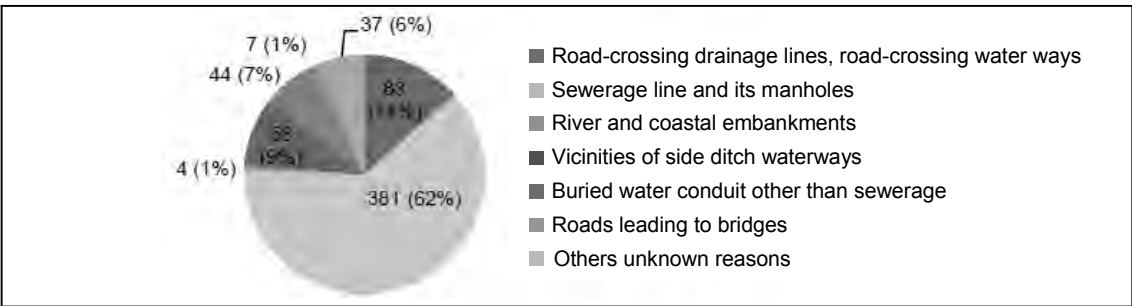 37 (6%)
7 (1%)
44 (7%)
83
(14%)
58
(9%)
4 (1%)
381 (62%)
Road-crossing drainage lines, road-crossing water ways
Sewerage line and its manholes
River and coastal embankments
Vicinities of side ditch waterways
Buried water conduit other than sewerage
Roads leading to bridges
Others unknown reasons